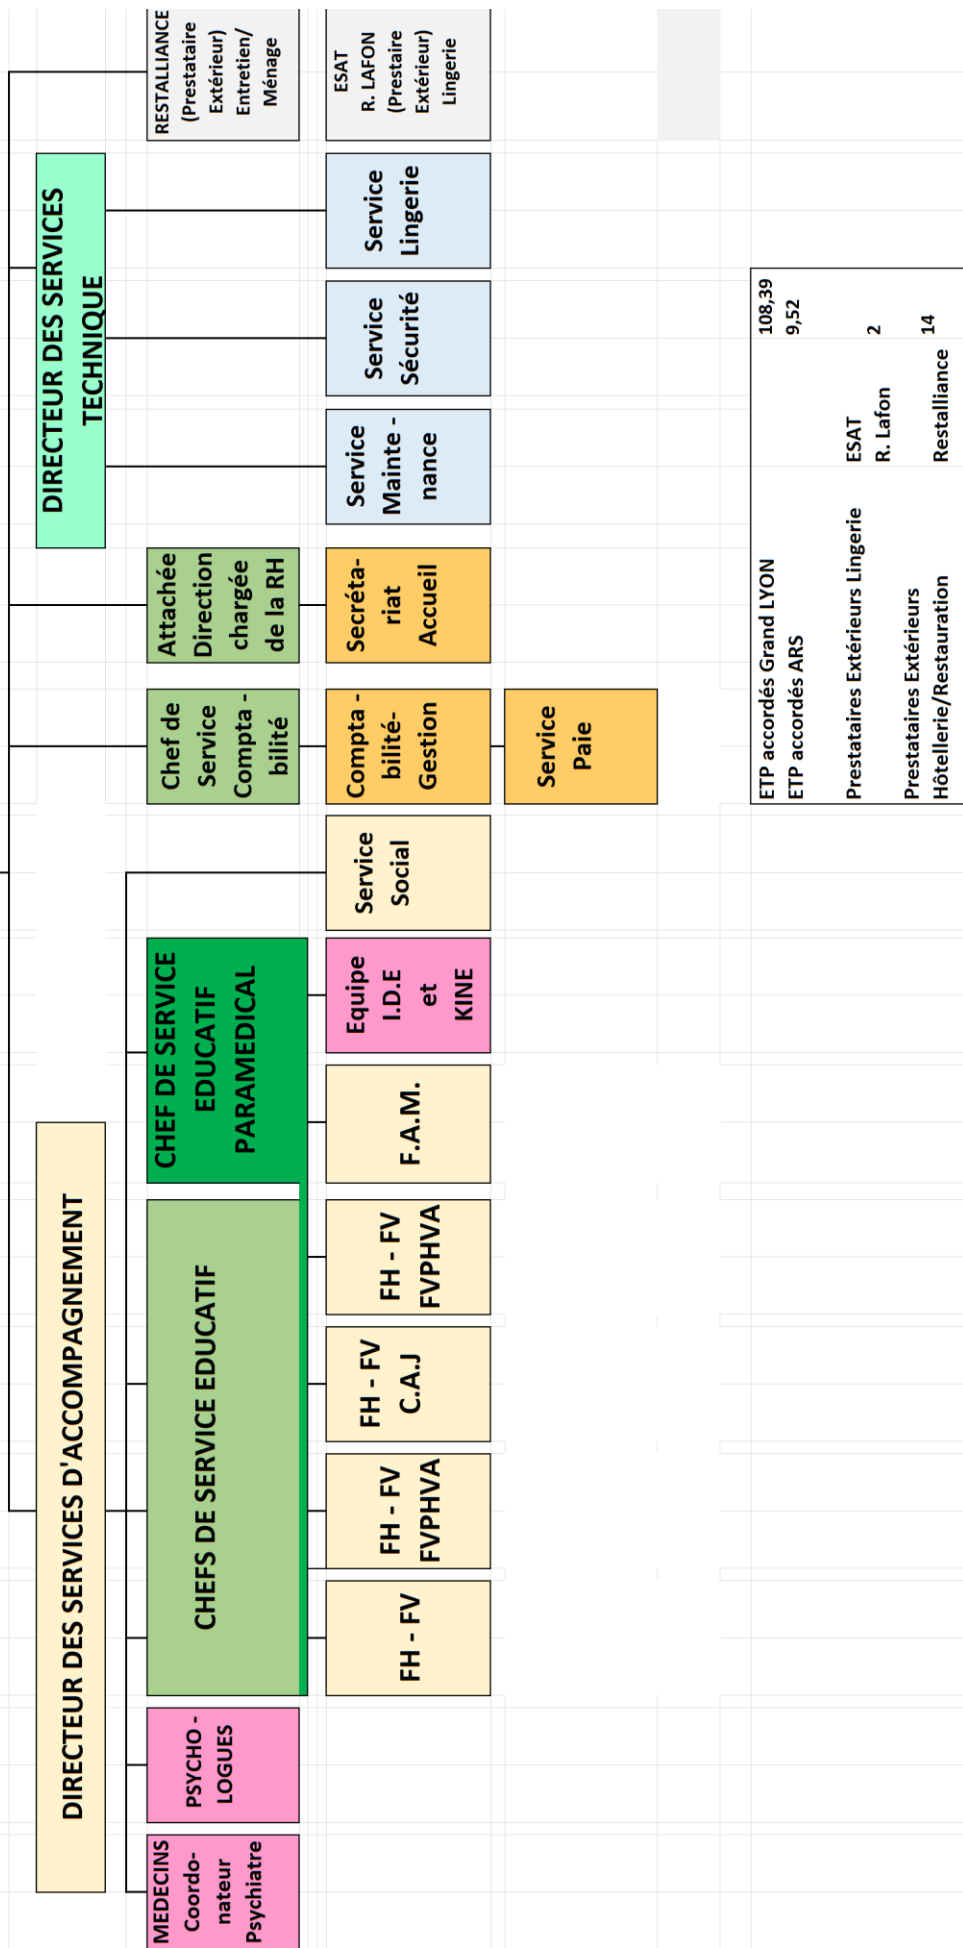 DIRECTEUR DES SERVICES D'ACCOMPAGNEMENT
DIRECTEUR DES SERVICES
TECHNIQUE
MEDECINS
Coordo-
nateur
Psychiatre
PSYCHO -
LOGUES
CHEFS DE SERVICE EDUCATIF
CHEF DE SERVICE
EDUCATIF
PARAMEDICAL
Chef de
Service
Compta -
bilité
Attachée
Direction
chargée
de la RH
RESTALLIANCE
(Prestataire
Extérieur)
Entretien/
Ménage
FH - FV
FH - FV
FVPHVA
FH - FV
C.A.J
FH - FV
FVPHVA
F.A.M.
Equipe
I.D.E
et
KINE
Service
Social
Compta -
bilité-
Gestion
Secréta-
riat
Accueil
Service
Mainte -
nance
Service
Sécurité
Service
Lingerie
ESAT
R. LAFON
(Prestaire
Extérieur)
Lingerie
Service
Paie
ETP accordés Grand LYON 108,39
ETP accordés ARS 9,52
Prestataires Extérieurs Lingerie ESAT
R. Lafon 2
Prestataires Extérieurs
Hôtellerie/Restauration Restalliance 14